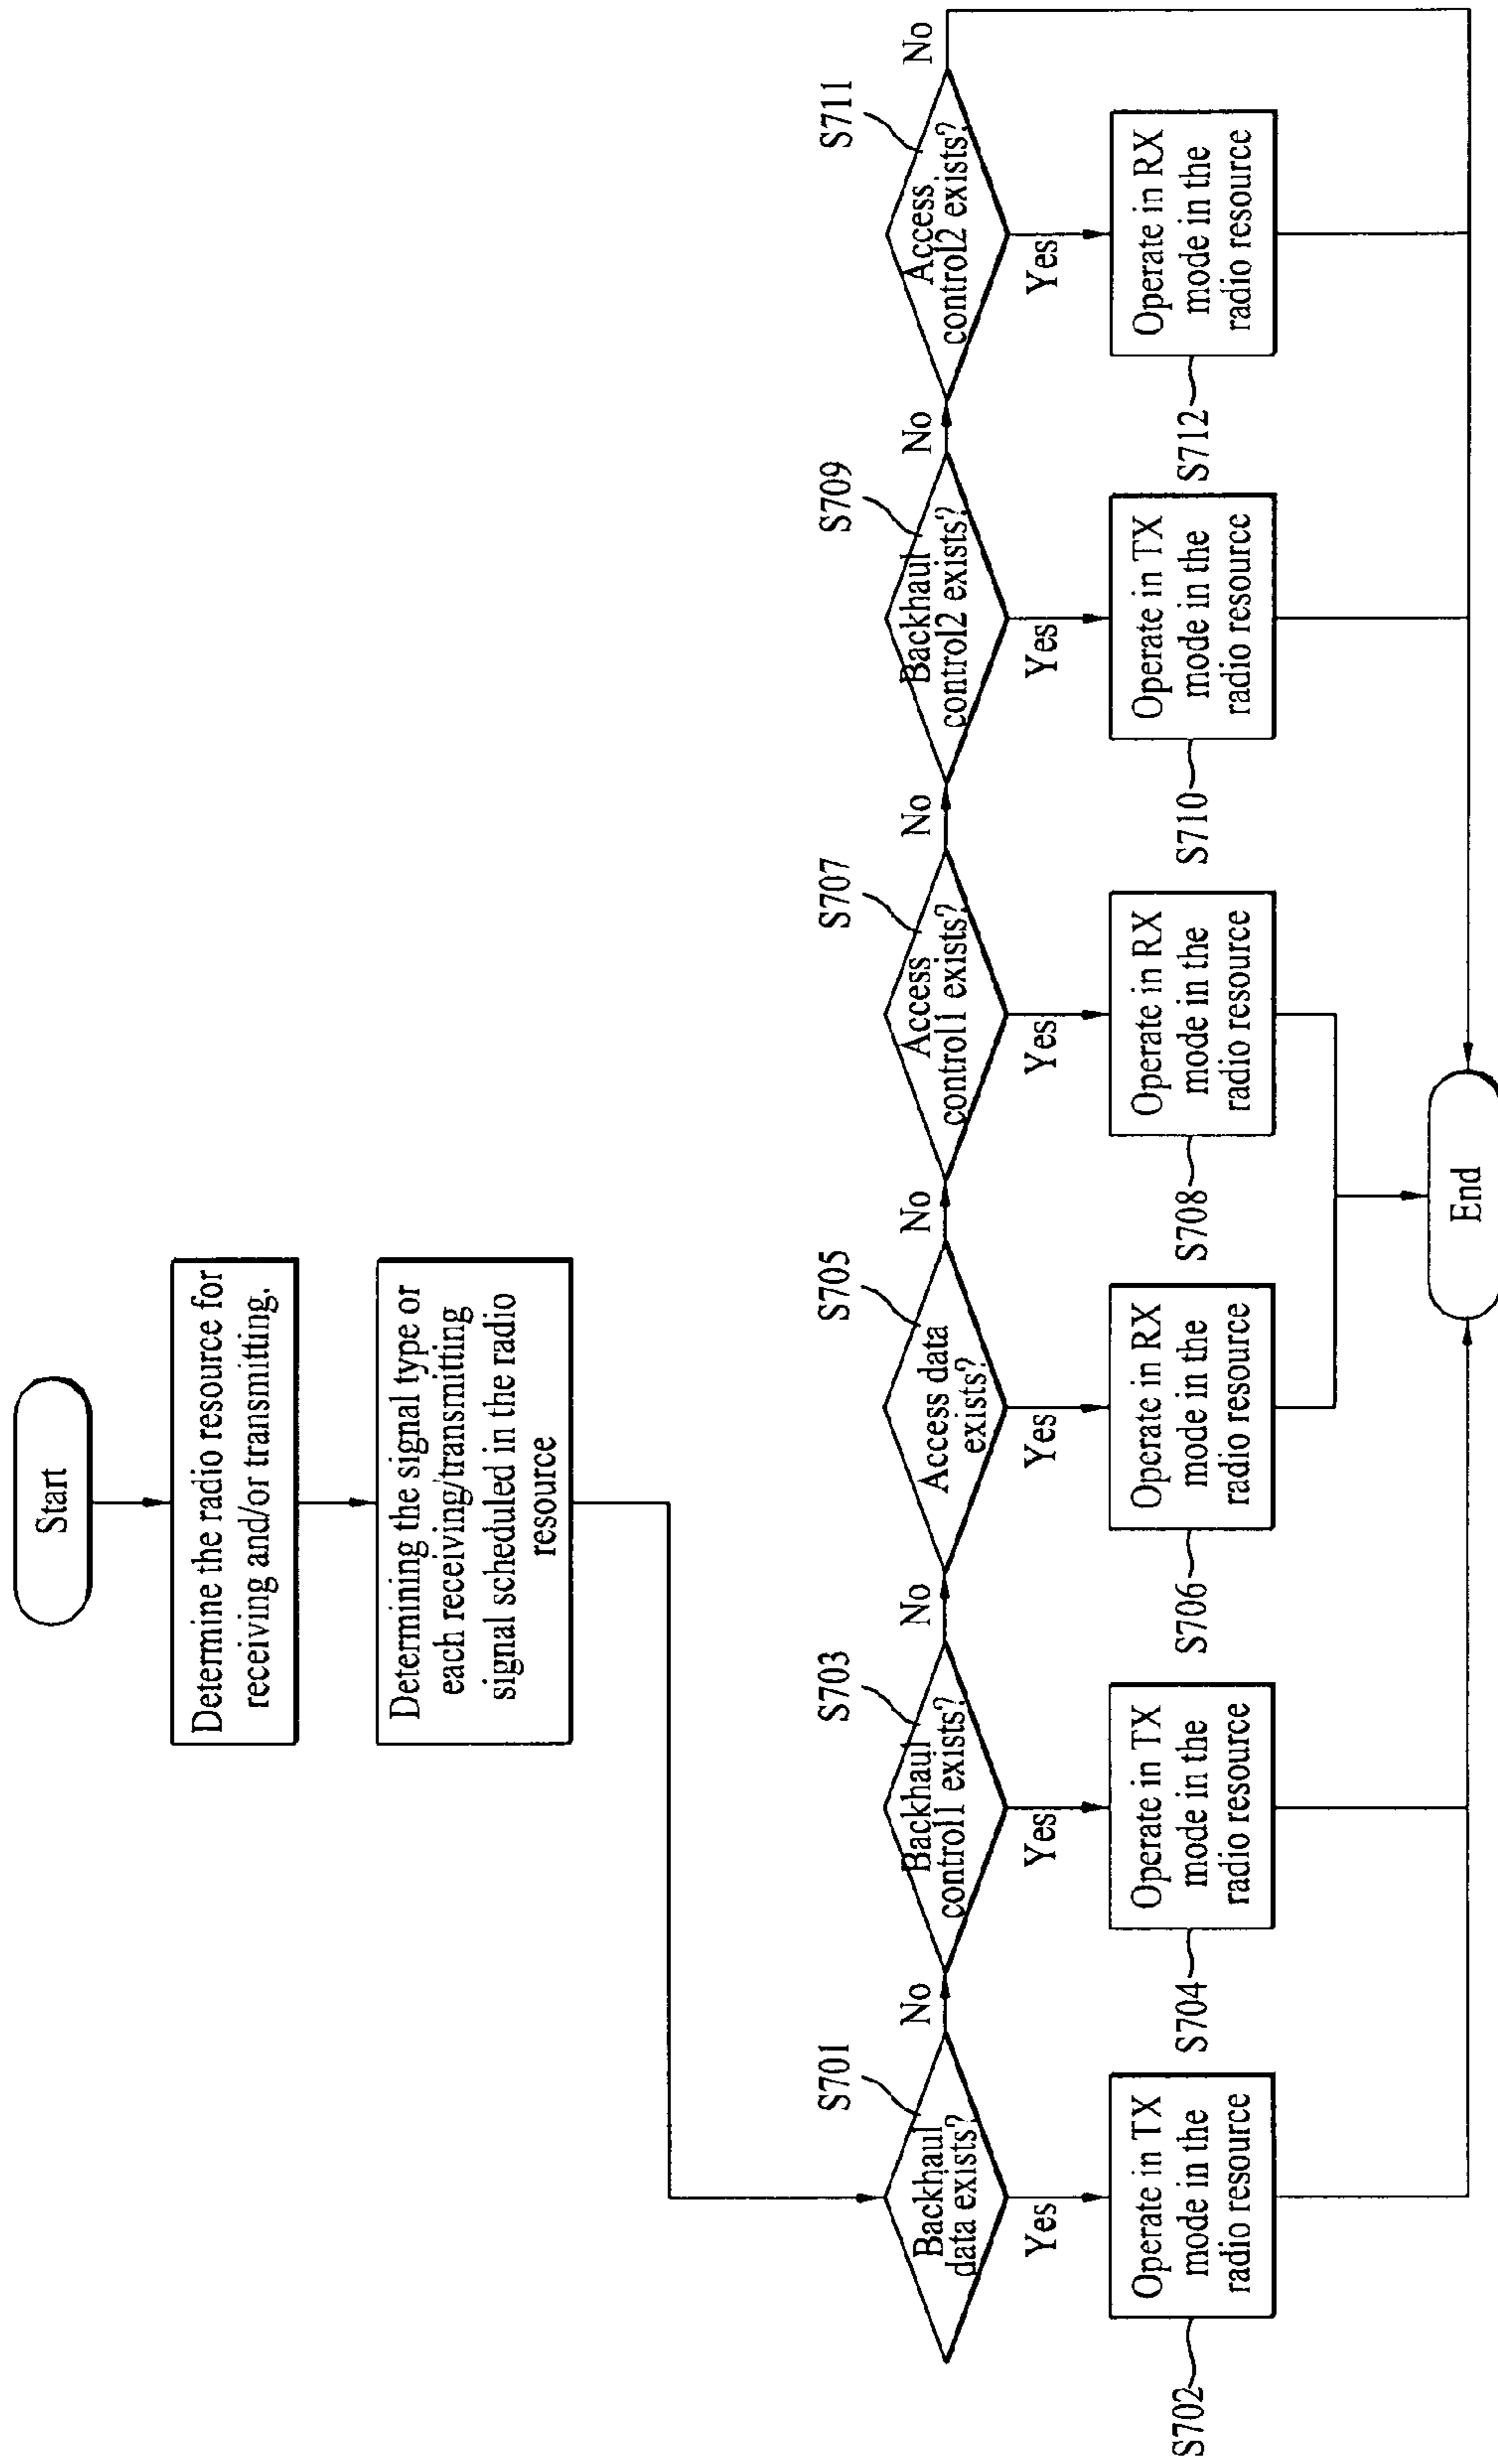 Start
Determine the radio resource for
receiving and/or transmitting.
Determining the signal type or
each receiving/transmitting
signal scheduled in the radio
resource
S701
Backhaul
data exists?
No
Yes
S702
Operate in TX
mode in the
radio resource
S703
Backhaul
control1 exists?
No
Yes
S704
Operate in TX
mode in the
radio resource
S705
Access data
exists?
No
Yes
S706
Operate in RX
mode in the
radio resource
S707
Access
control1 exists?
No
Yes
S708
Operate in RX
mode in the
radio resource
S709
Backhaul
control2 exists?
No
Yes
S710
Operate in TX
mode in the
radio resource
S711
Access
control2 exists?
No
Yes
S712
Operate in RX
mode in the
radio resource
End